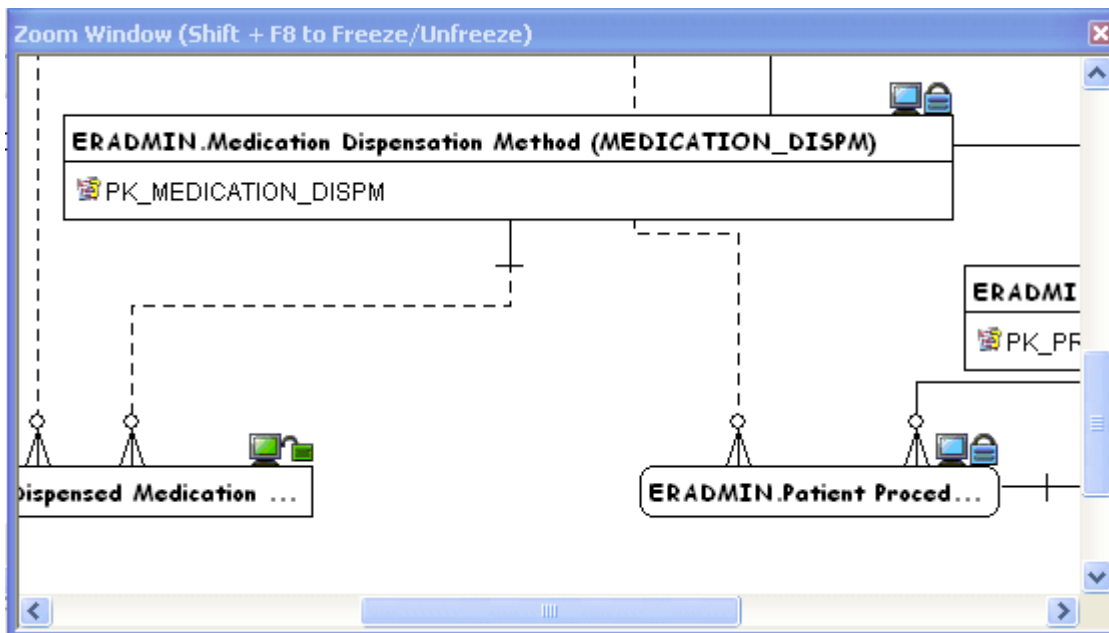 Zoom Window (Shift + F8 to Freeze/Unfreeze)
ERADMIN.Medication Dispensation Method (MEDICATION_DISPM)
PK_MEDICATION_DISPM
ERADMI
PK_PR
Dispensed Medication ...
ERADMIN.Patient Proced...